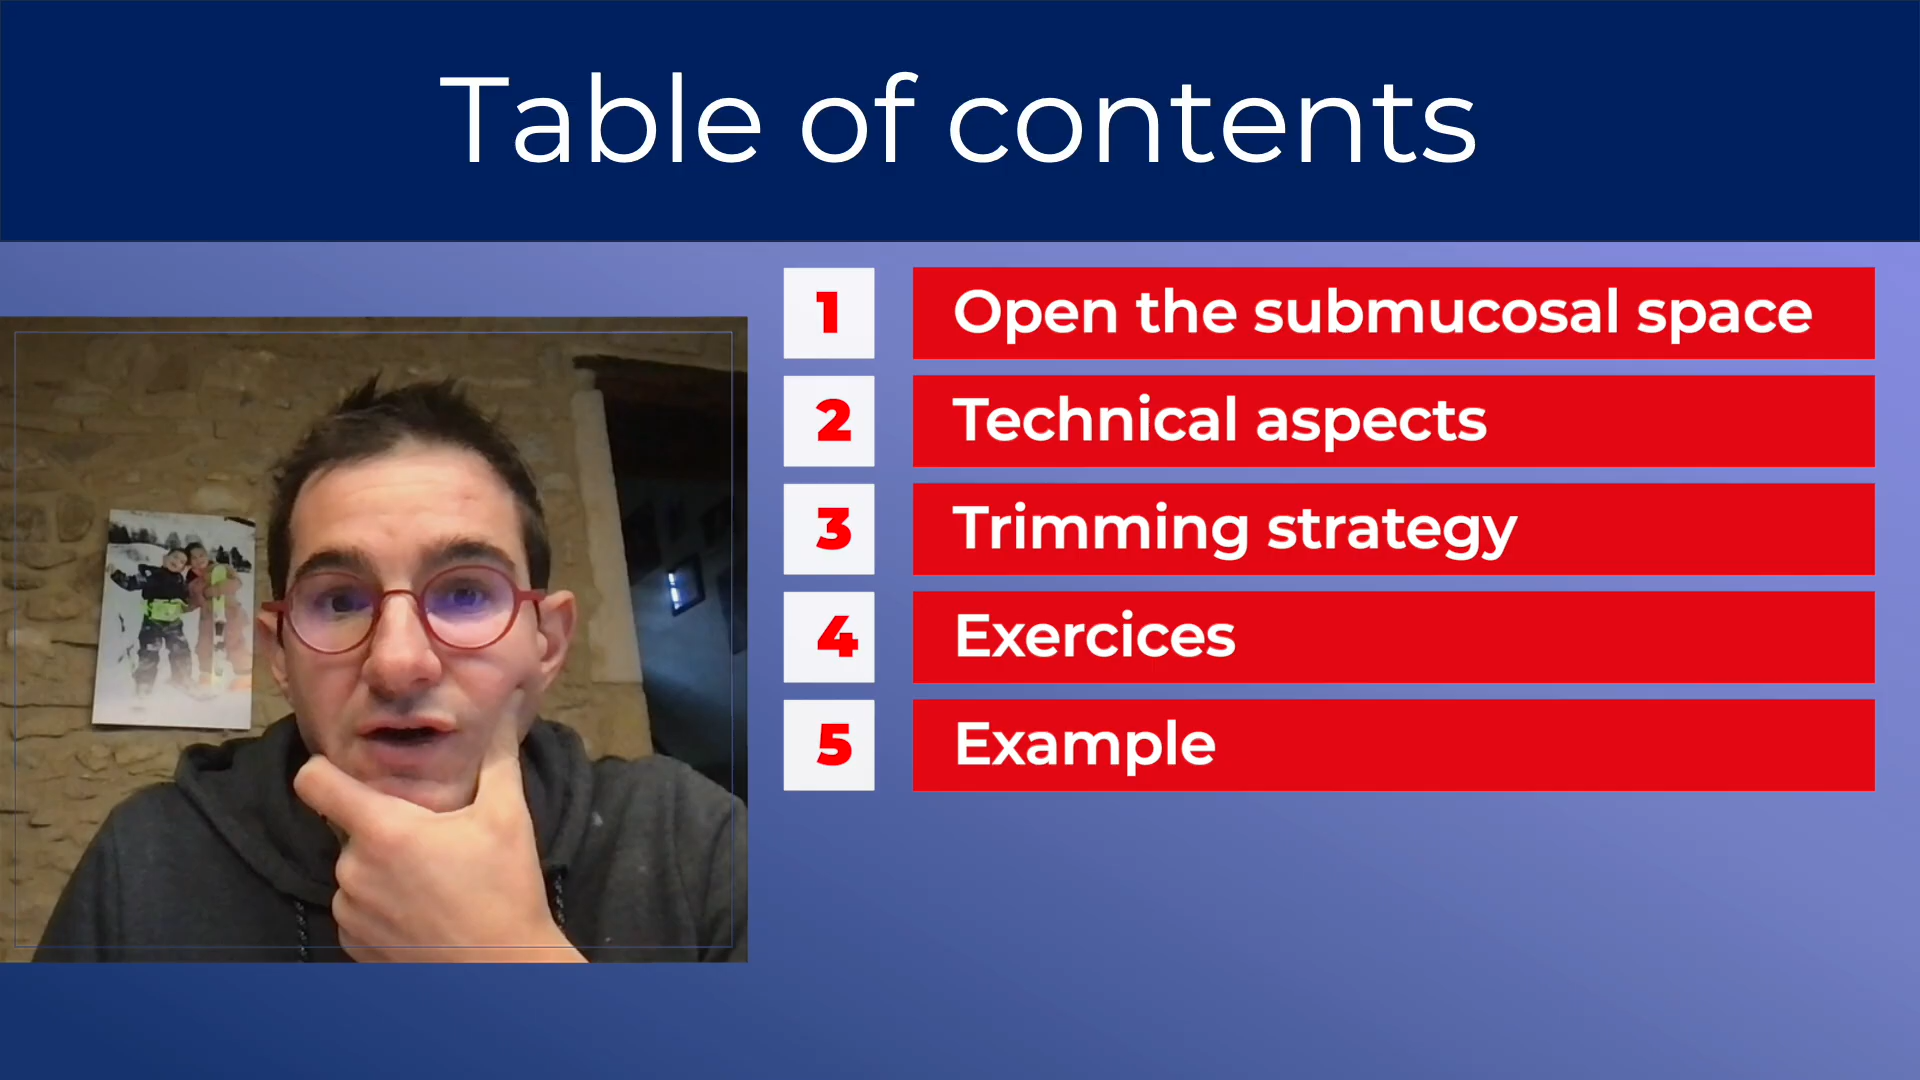 Table of contents
1 Open the submucosal space
2 Technical aspects
3 Trimming strategy
4 Exercices
5 Example